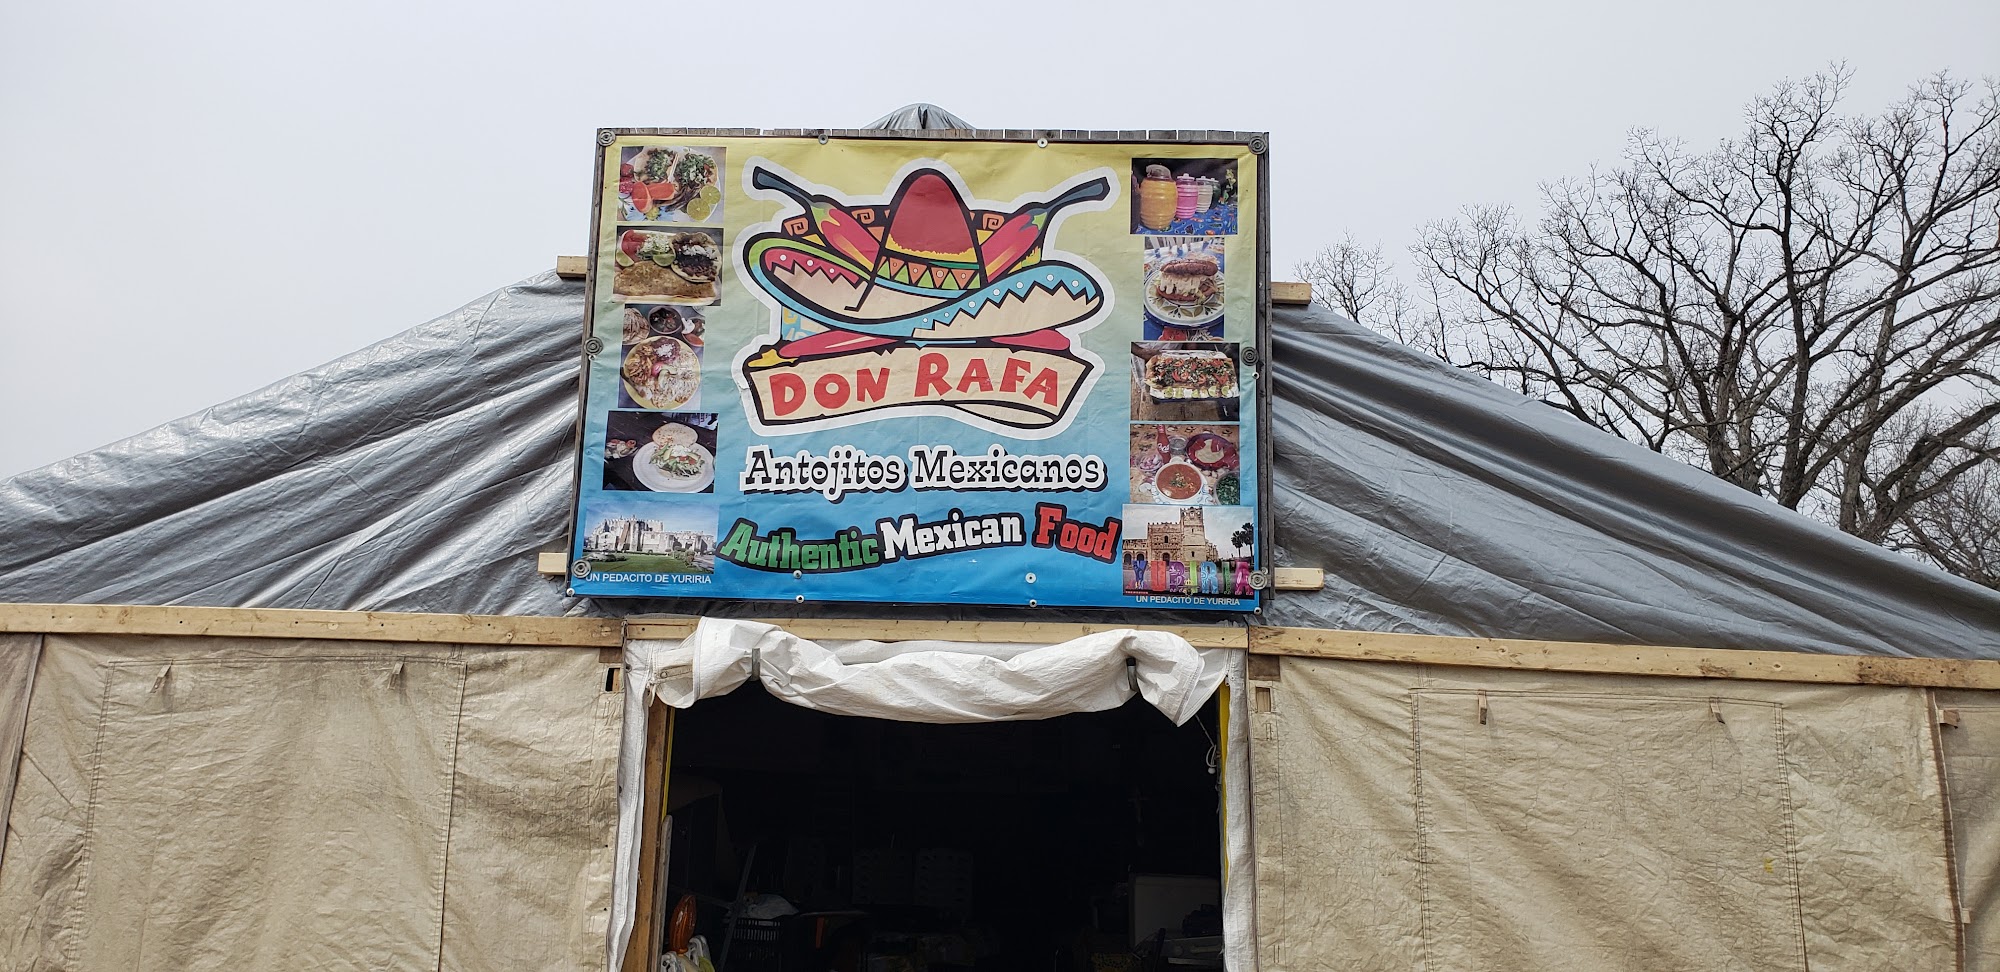 DON RAFA
Antojitos Mexicanos
Authentic Mexican Food
UN PEDACITO DE YURIRIA
YURIRIA
UN PEDACITO DE YURIRIA